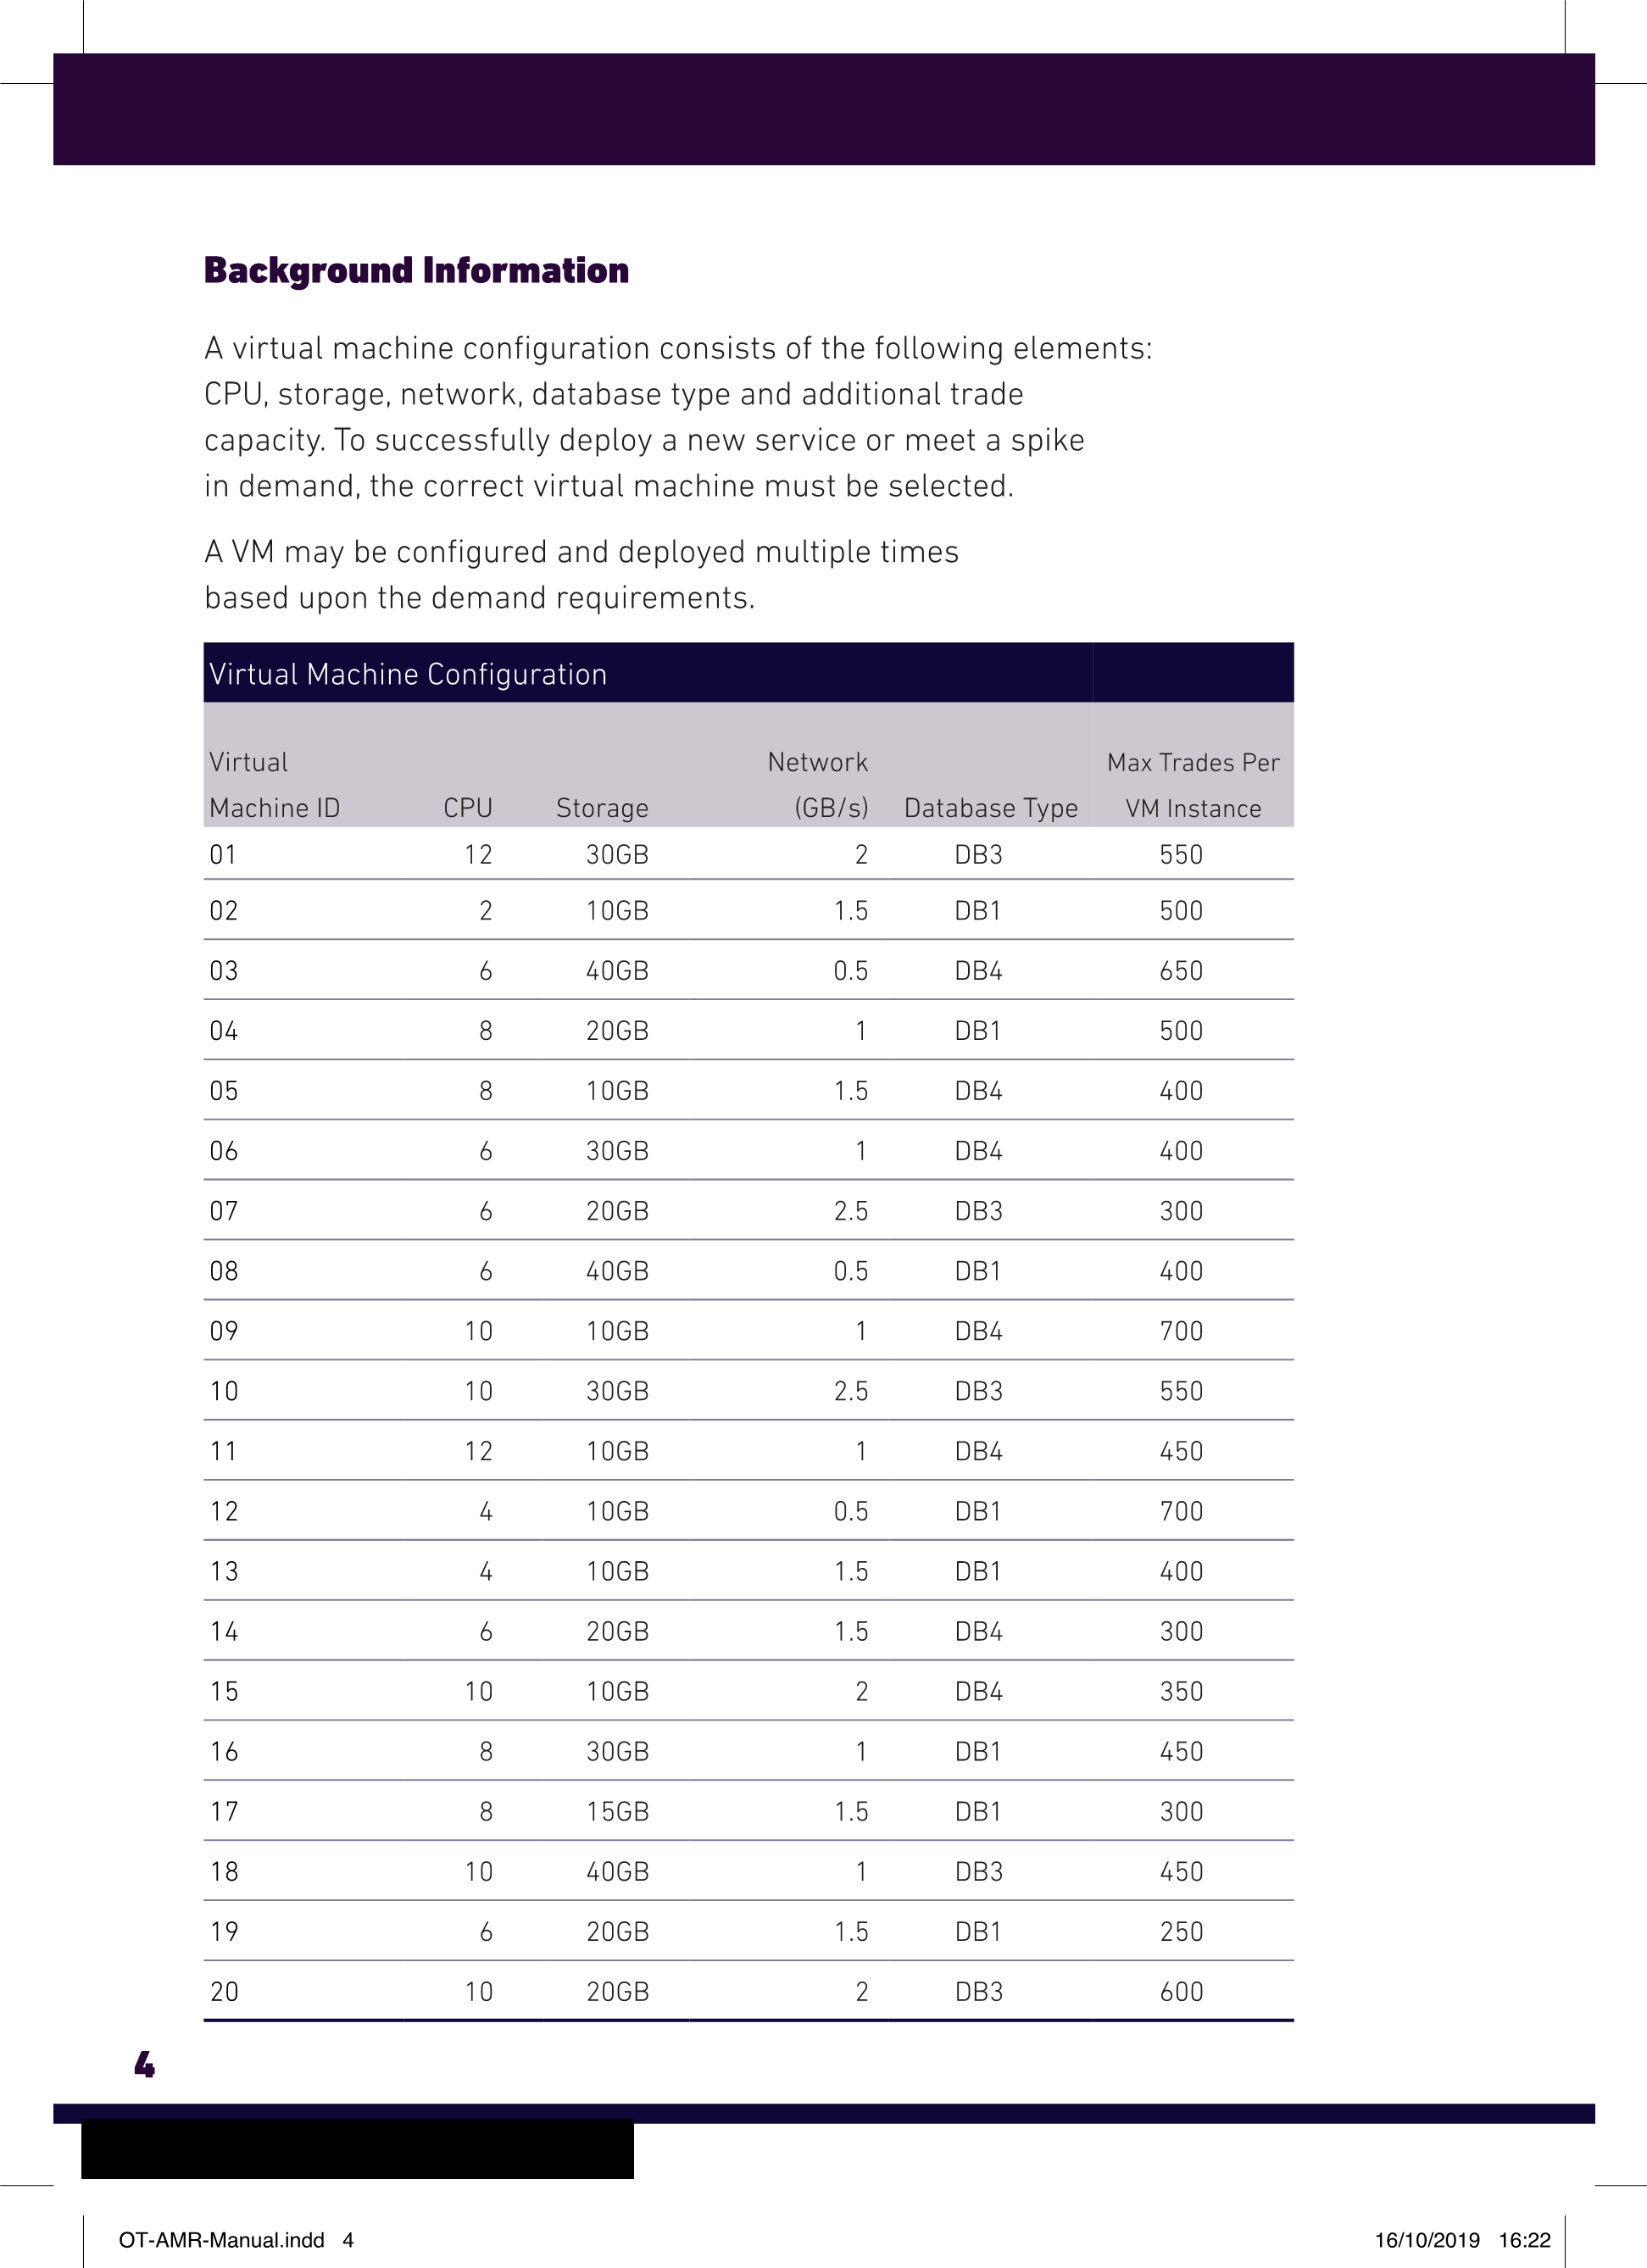 Background Information
A virtual machine configuration consists of the following elements:
CPU, storage, network, database type and additional trade
capacity. To successfully deploy a new service or meet a spike
in demand, the correct virtual machine must be selected.
A VM may be configured and deployed multiple times
based upon the demand requirements.
Virtual Machine Configuration
Virtual Network Max Trades Per
Machine ID CPU Storage (GB/s) Database Type VM Instance
01 12 30GB 2 DB3 550
02 2 10GB 1.5 DB1 500
03 6 40GB 0.5 DB4 650
04 8 20GB 1 DB1 500
05 8 10GB 1.5 DB4 400
06 6 30GB 1 DB4 400
07 6 20GB 2.5 DB3 300
08 6 40GB 0.5 DB1 400
09 10 10GB 1 DB4 700
10 10 30GB 2.5 DB3 550
11 12 10GB 1 DB4 450
12 4 10GB 0.5 DB1 700
13 4 10GB 1.5 DB1 400
14 6 20GB 1.5 DB4 300
15 10 10GB 2 DB4 350
16 8 30GB 1 DB1 450
17 8 15GB 1.5 DB1 300
18 10 40GB 1 DB3 450
19 6 20GB 1.5 DB1 250
20 10 20GB 2 DB3 600
4
OT-AMR-Manual.indd 4 16/10/2019 16:22